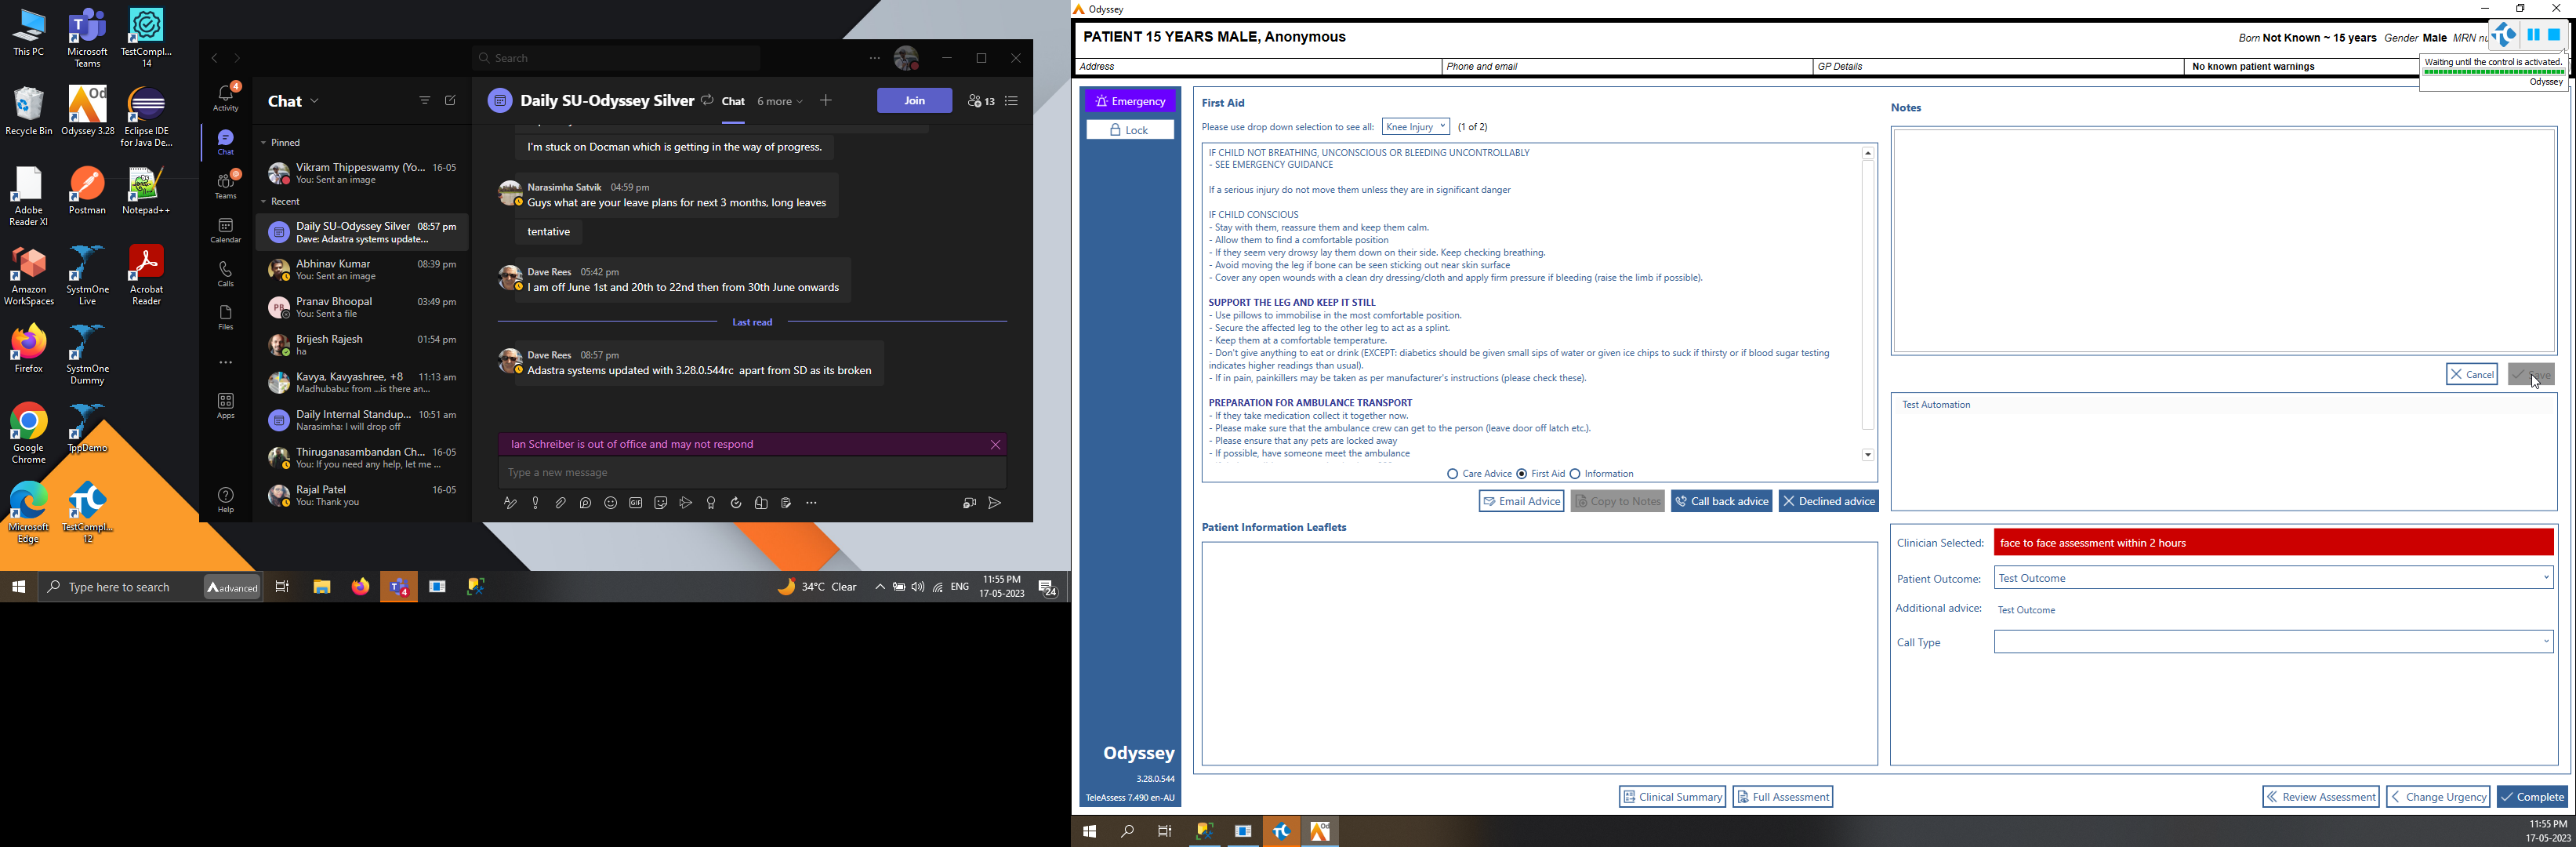 This PC
Microsoft
Teams
TestCompl...
14
Recycle Bin
Odyssey 3.28
Eclipse IDE
for Java De...
Adobe
Reader XI
Postman
Notepad++
Amazon
WorkSpaces
SystmOne
Live
Acrobat
Reader
Firefox
SystmOne
Dummy
Google
Chrome
TppDemo
Microsoft
Edge
TestCompl...
12
Search
Activity
4
Chat
Teams
Calendar
Calls
Files
Apps
Help
Chat
Pinned
Vikram Thippeswamy (Yo... 16-05
You: Sent an image
Recent
Daily SU-Odyssey Silver 08:57 pm
Dave: Adastra systems update...
Abhinav Kumar 08:39 pm
You: Sent an image
PB
Pranav Bhoopal 03:49 pm
You: Sent a file
Brijesh Rajesh 01:54 pm
ha
Kavya, Kavyashree, +8 11:13 am
Madhubabu: from ...is there an...
Daily Internal Standup... 10:51 am
Narasimha: I will drop off
Thiruganasambandan Ch... 16-05
You: If you need any help, let me ...
Rajal Patel 16-05
You: Thank you
Daily SU-Odyssey Silver
Chat
6 more
Join
13
I'm stuck on Docman which is getting in the way of progress.
Narasimha Satvik 04:59 pm
Guys what are your leave plans for next 3 months, long leaves
tentative
Dave Rees 05:42 pm
I am off June 1st and 20th to 22nd then from 30th June onwards
Last read
Dave Rees 08:57 pm
Adastra systems updated with 3.28.0.544rc apart from SD as its broken
Ian Schreiber is out of office and may not respond
Type a new message
GIF
Type here to search
advanced
4
34°C Clear
ENG
11:55 PM
17-05-2023
24
Odyssey
PATIENT 15 YEARS MALE, Anonymous
Born Not Known ~ 15 years Gender Male MRN nu
Address
Phone and email
GP Details
No known patient warnings
Waiting until the control is activated.
Odyssey
Emergency
Lock
First Aid
Please use drop down selection to see all: Knee Injury (1 of 2)
IF CHILD NOT BREATHING, UNCONSCIOUS OR BLEEDING UNCONTROLLABLY
- SEE EMERGENCY GUIDANCE
If a serious injury do not move them unless they are in significant danger
IF CHILD CONSCIOUS
- Stay with them, reassure them and keep them calm.
- Allow them to find a comfortable position
- If they seem very drowsy lay them down on their side. Keep checking breathing.
- Avoid moving the leg if bone can be seen sticking out near skin surface
- Cover any open wounds with a clean dry dressing/cloth and apply firm pressure if bleeding (raise the limb if possible).
SUPPORT THE LEG AND KEEP IT STILL
- Use pillows to immobilise in the most comfortable position.
- Secure the affected leg to the other leg to act as a splint.
- Keep them at a comfortable temperature.
- Don't give anything to eat or drink (EXCEPT: diabetics should be given small sips of water or given ice chips to suck if thirsty or if blood sugar testing
indicates higher readings than usual).
- If in pain, painkillers may be taken as per manufacturer's instructions (please check these).
PREPARATION FOR AMBULANCE TRANSPORT
- If they take medication collect it together now.
- Please make sure that the ambulance crew can get to the person (leave door off latch etc.).
- Please ensure that any pets are locked away
- If possible, have someone meet the ambulance
Care Advice First Aid Information
Email Advice
Copy to Notes
Call back advice
Declined advice
Patient Information Leaflets
Notes
Cancel
Save
Test Automation
Clinician Selected: face to face assessment within 2 hours
Patient Outcome: Test Outcome
Additional advice: Test Outcome
Call Type
Odyssey
3.28.0.544
TeleAssess 7.490 en-AU
Clinical Summary
Full Assessment
Review Assessment
Change Urgency
Complete
11:55 PM
17-05-2023